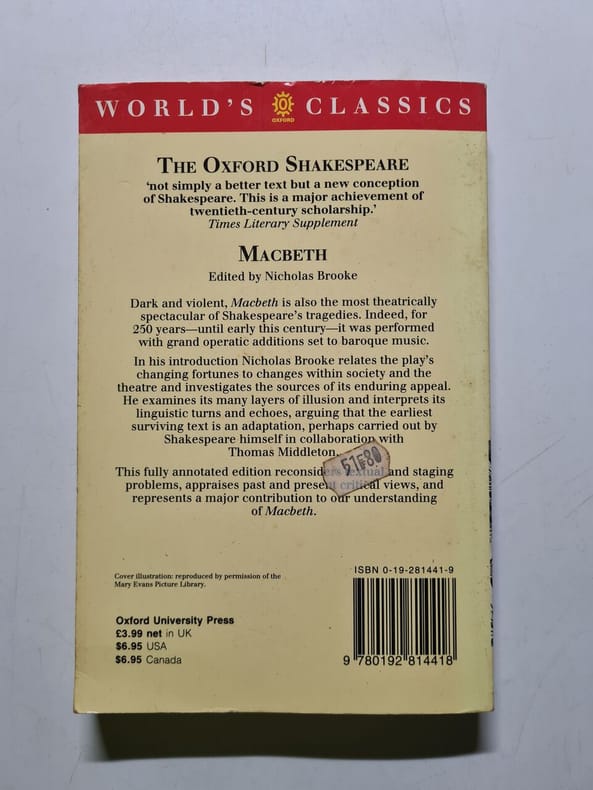 WORLD'S OXFORD CLASSICS
THE OXFORD SHAKESPEARE
'not simply a better text but a new conception
of Shakespeare. This is a major achievement of
twentieth-century scholarship.'
Times Literary Supplement
MACBETH
Edited by Nicholas Brooke
Dark and violent, Macbeth is also the most theatrically
spectacular of Shakespeare's tragedies. Indeed, for
250 years—until early this century—it was performed
with grand operatic additions set to baroque music.
In his introduction Nicholas Brooke relates the play's
changing fortunes to changes within society and the
theatre and investigates the sources of its enduring appeal.
He examines its many layers of illusion and interprets its
linguistic turns and echoes, arguing that the earliest
surviving text is an adaptation, perhaps carried out by
Shakespeare himself in collaboration with
Thomas Middleton.
This fully annotated edition reconsiders textual and staging
problems, appraises past and present critical views, and
represents a major contribution to our understanding
of Macbeth.
Cover illustration: reproduced by permission of the
Mary Evans Picture Library.
ISBN 0-19-281441-9
Oxford University Press
£3.99 net in UK
$6.95 USA
$6.95 Canada
9 780192 814418